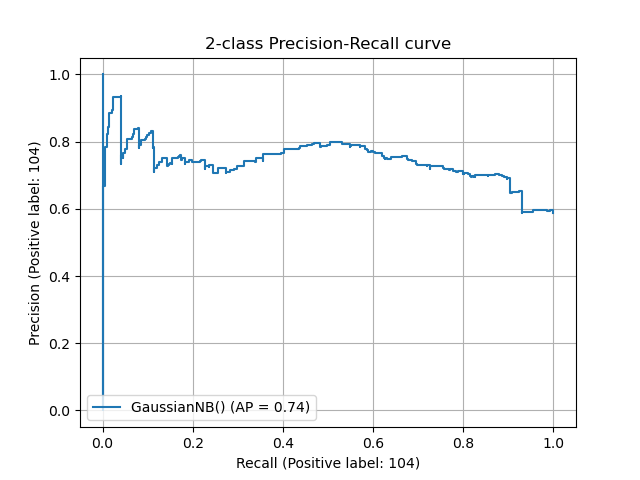 2-class Precision-Recall curve
1.0
0.8
0.6
0.4
0.2
0.0
Precision (Positive label: 104)
GaussianNB() (AP = 0.74)
0.0 0.2 0.4 0.6 0.8 1.0
Recall (Positive label: 104)